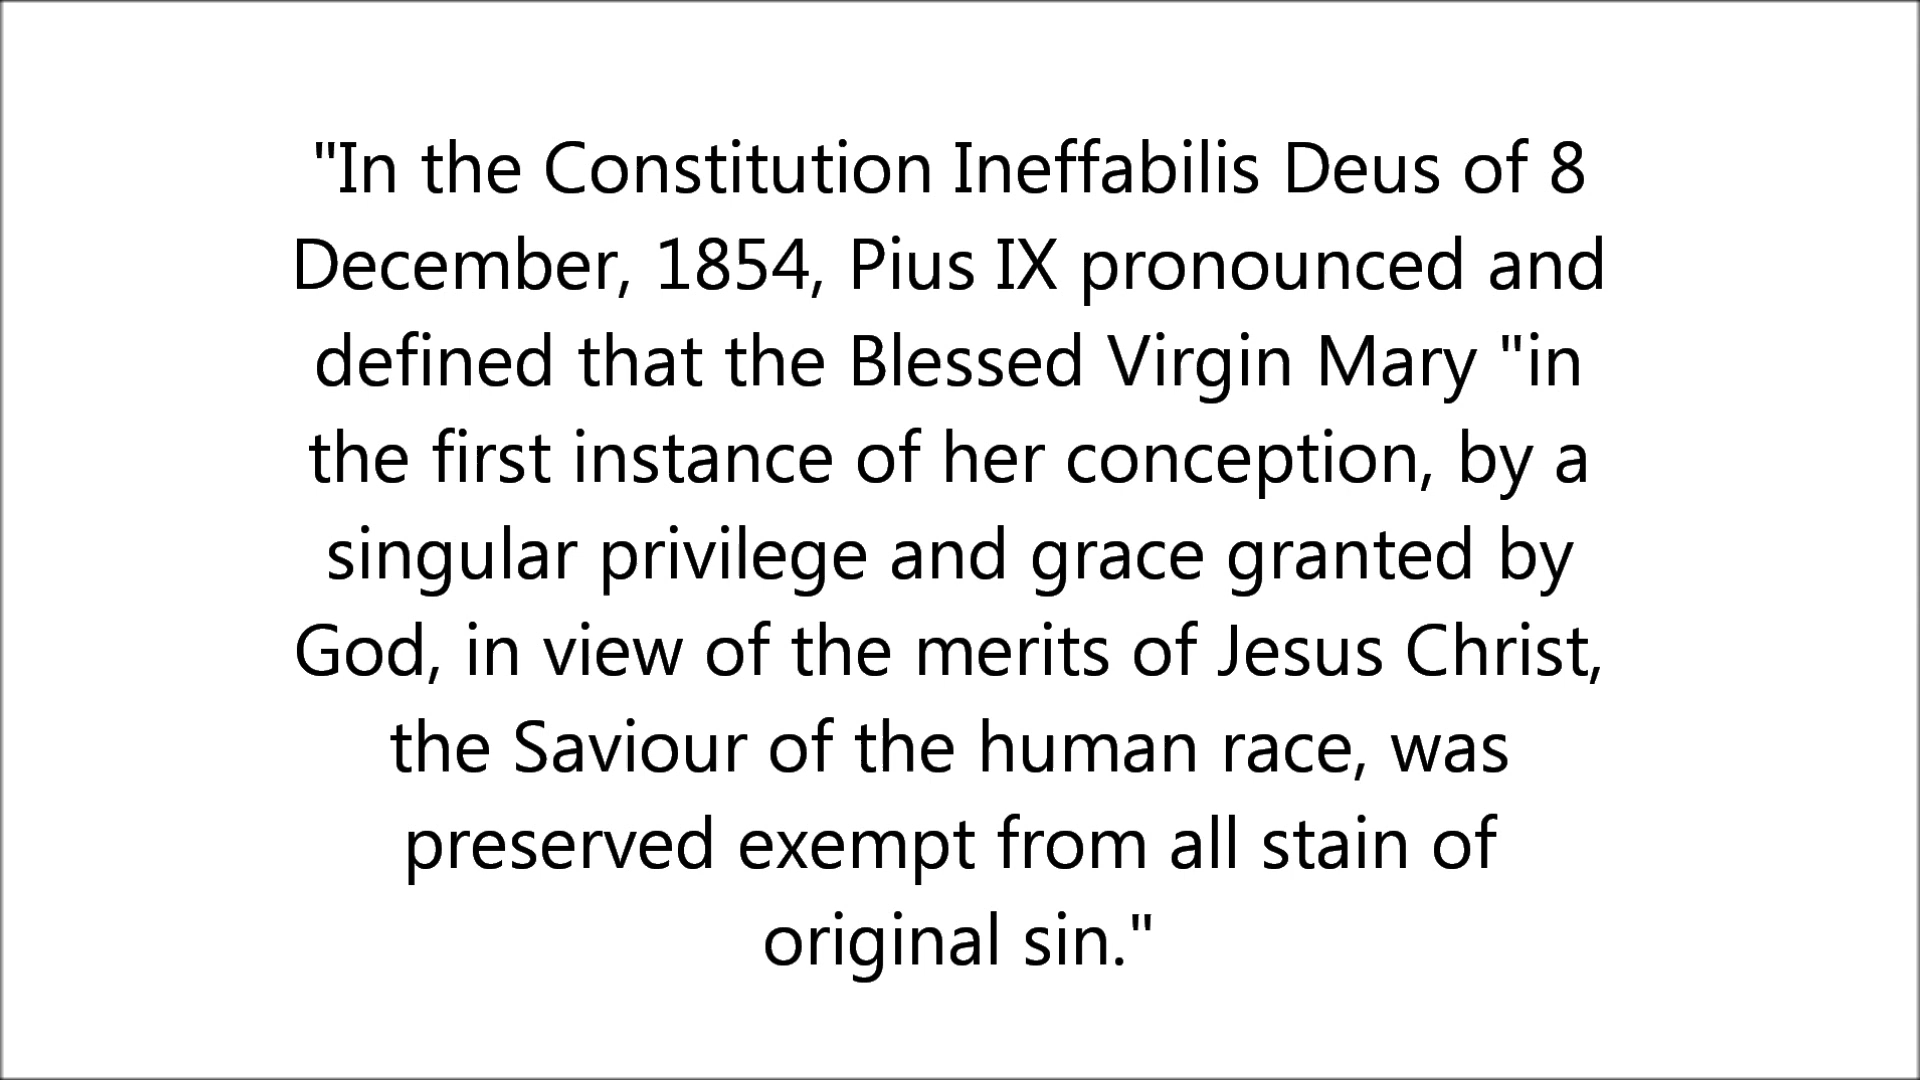 "In the Constitution Ineffabilis Deus of 8
December, 1854, Pius IX pronounced and
defined that the Blessed Virgin Mary "in
the first instance of her conception, by a
singular privilege and grace granted by
God, in view of the merits of Jesus Christ,
the Saviour of the human race, was
preserved exempt from all stain of
original sin."